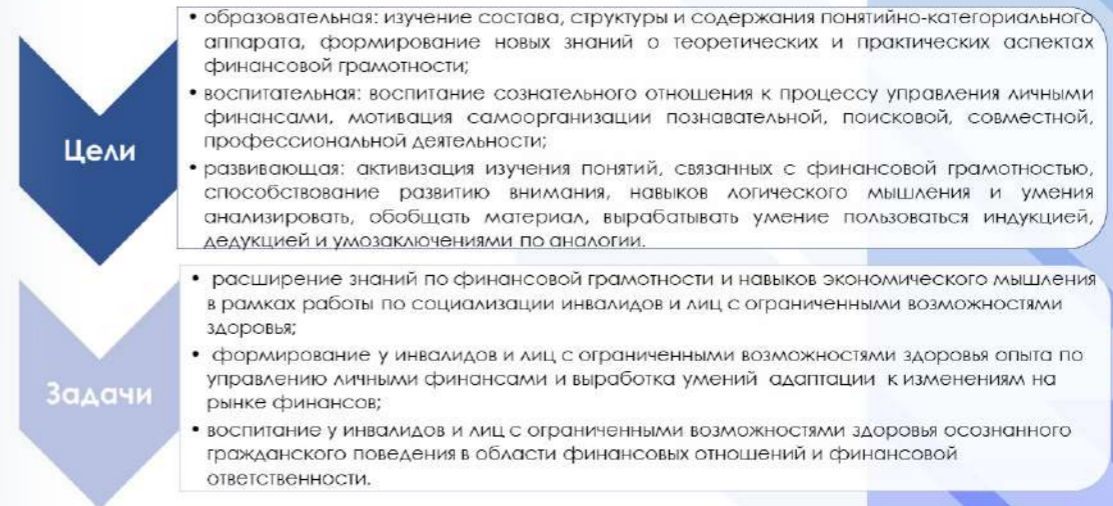 Цели
• образовательная: изучение состава, структуры и содержания понятийно-категориального
аппарата, формирование новых знаний о теоретических и практических аспектах
финансовой грамотности;
• воспитательная: воспитание сознательного отношения к процессу управления личными
финансами, мотивация самоорганизации познавательной, поисковой, совместной,
профессиональной деятельности;
• развивающая: активизация изучения понятий, связанных с финансовой грамотностью,
способствование развитию внимания, навыков логического мышления и умения
анализировать, обобщать материал, вырабатывать умение пользоваться индукцией,
дедукцией и умозаключениями по аналогии.
Задачи
• расширение знаний по финансовой грамотности и навыков экономического мышления
в рамках работы по социализации инвалидов и лиц с ограниченными возможностями
здоровья;
• формирование у инвалидов и лиц с ограниченными возможностями здоровья опыта по
управлению личными финансами и выработка умений адаптации к изменениям на
рынке финансов;
• воспитание у инвалидов и лиц с ограниченными возможностями здоровья осознанного
гражданского поведения в области финансовых отношений и финансовой
ответственности.